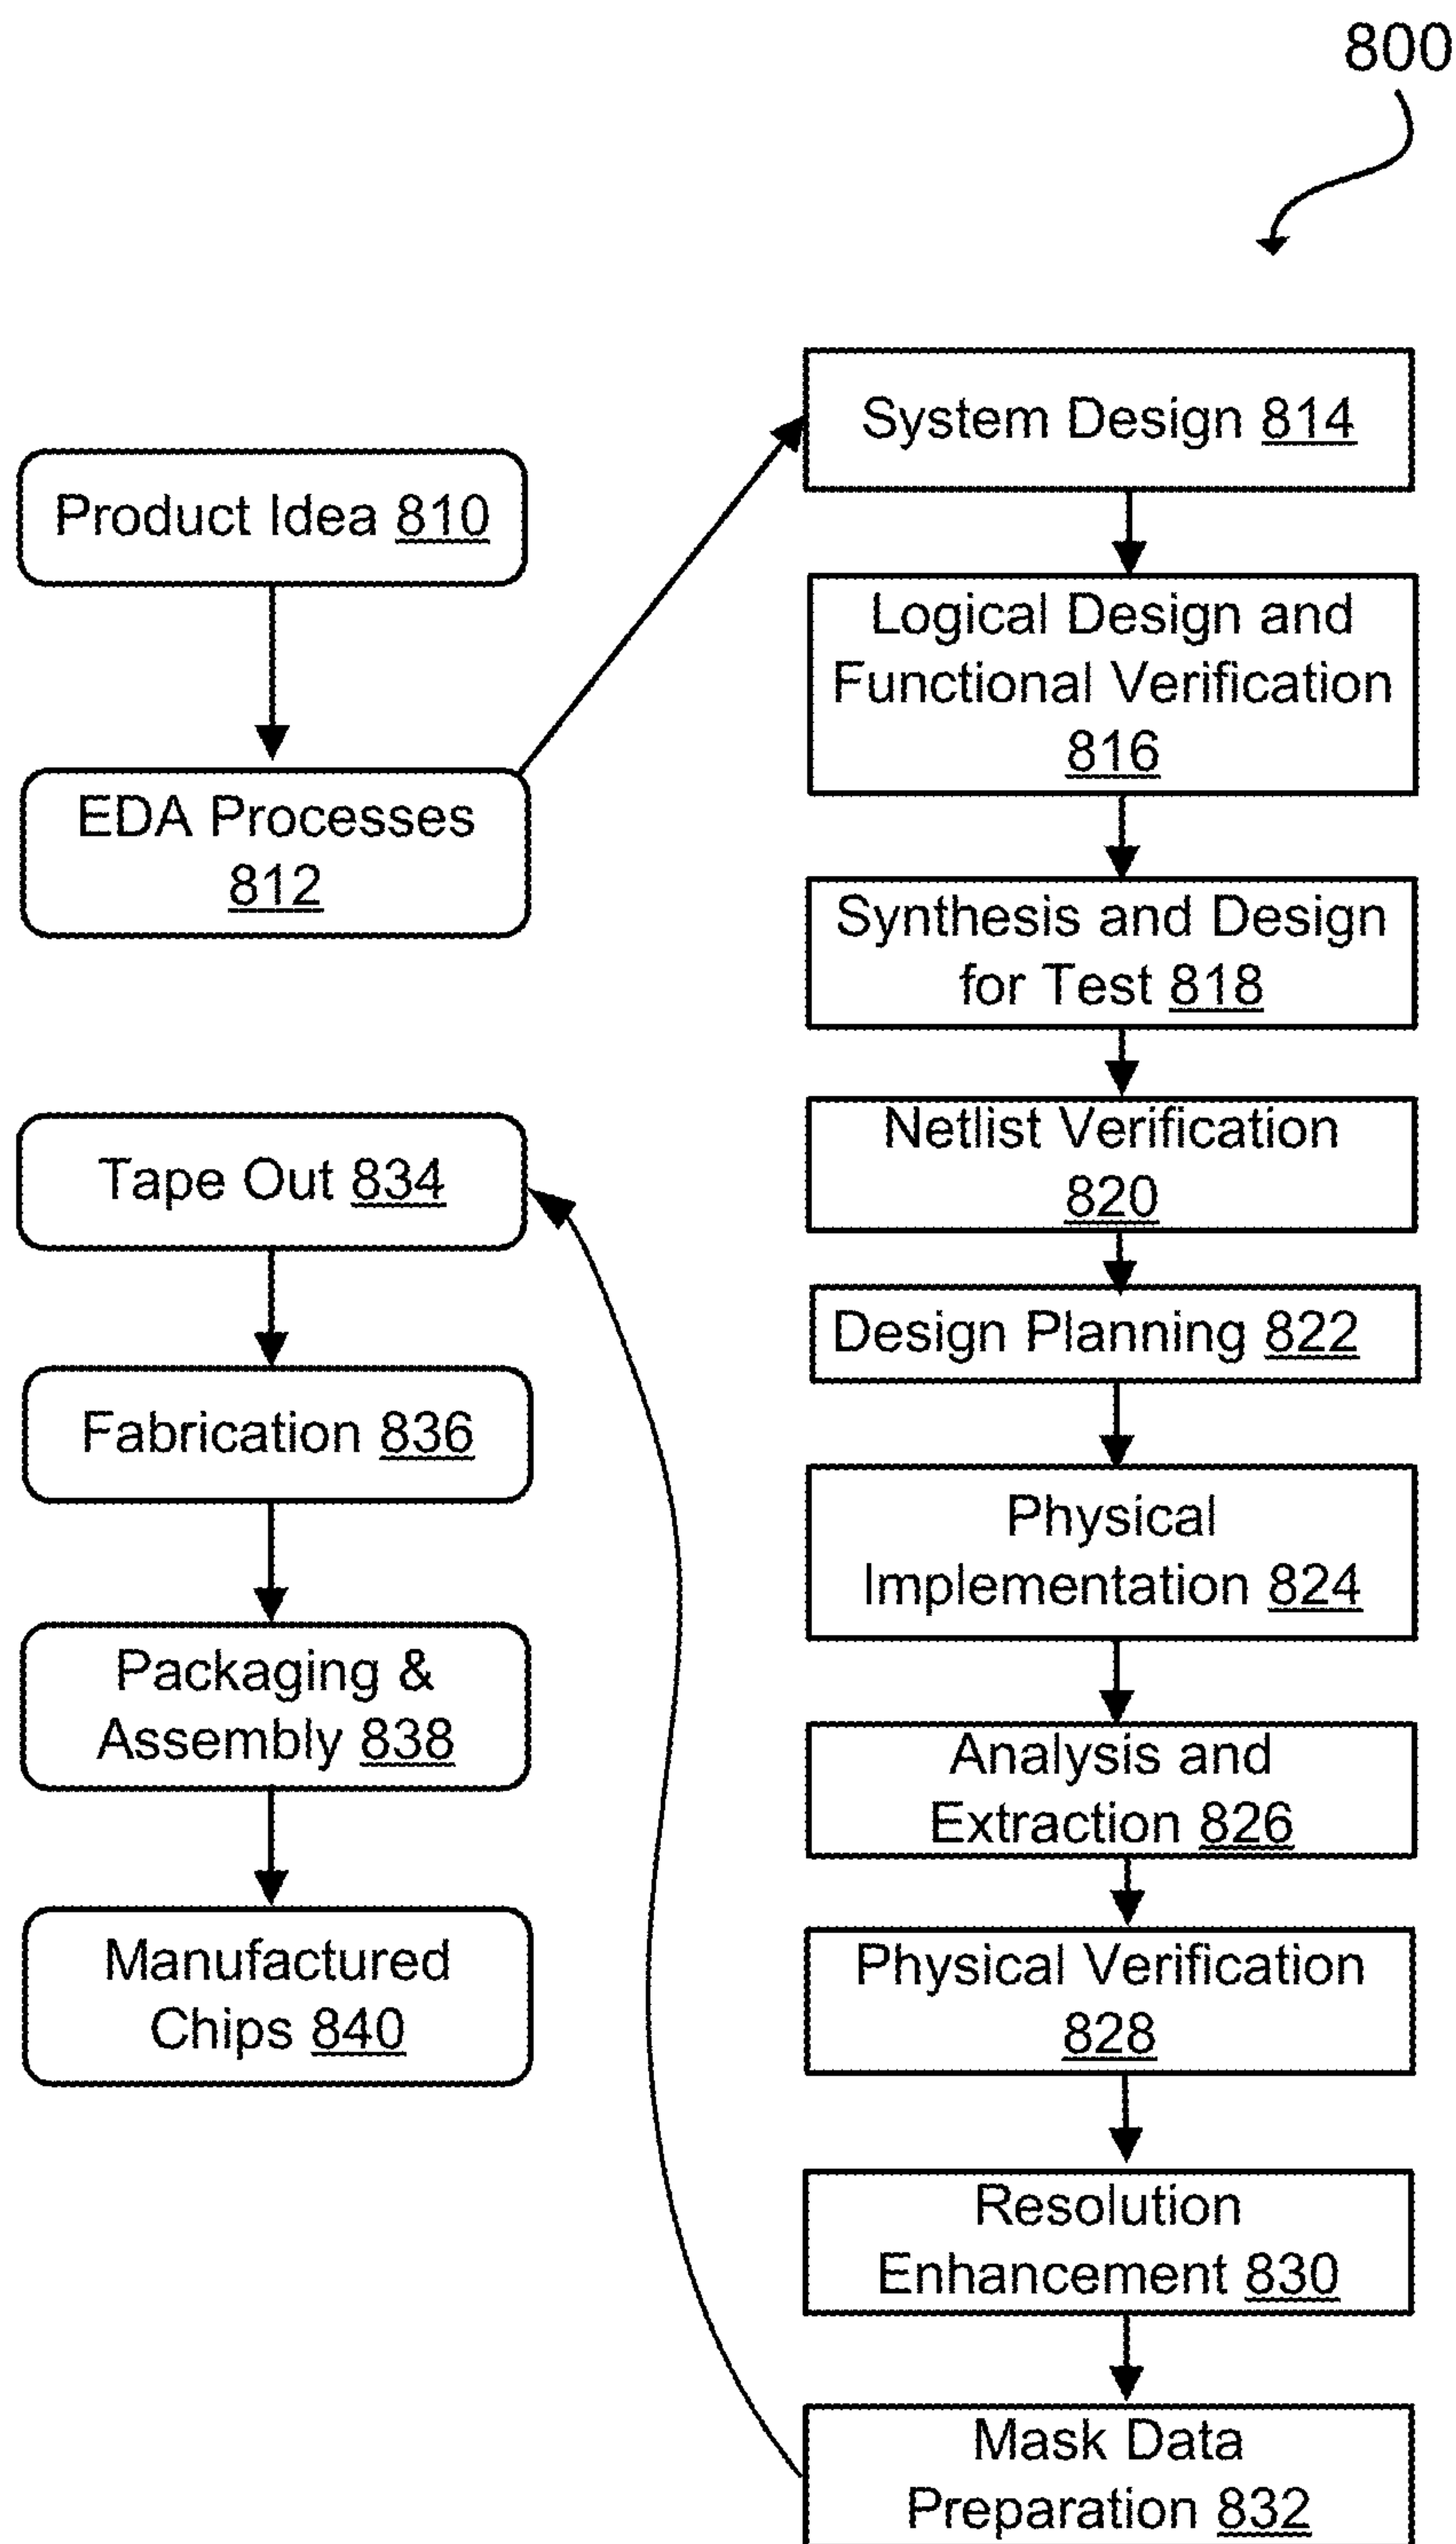 800
Product Idea 810
EDA Processes
812
System Design 814
Logical Design and
Functional Verification
816
Synthesis and Design
for Test 818
Netlist Verification
820
Design Planning 822
Physical
Implementation 824
Analysis and
Extraction 826
Physical Verification
828
Resolution
Enhancement 830
Mask Data
Preparation 832
Tape Out 834
Fabrication 836
Packaging &
Assembly 838
Manufactured
Chips 840